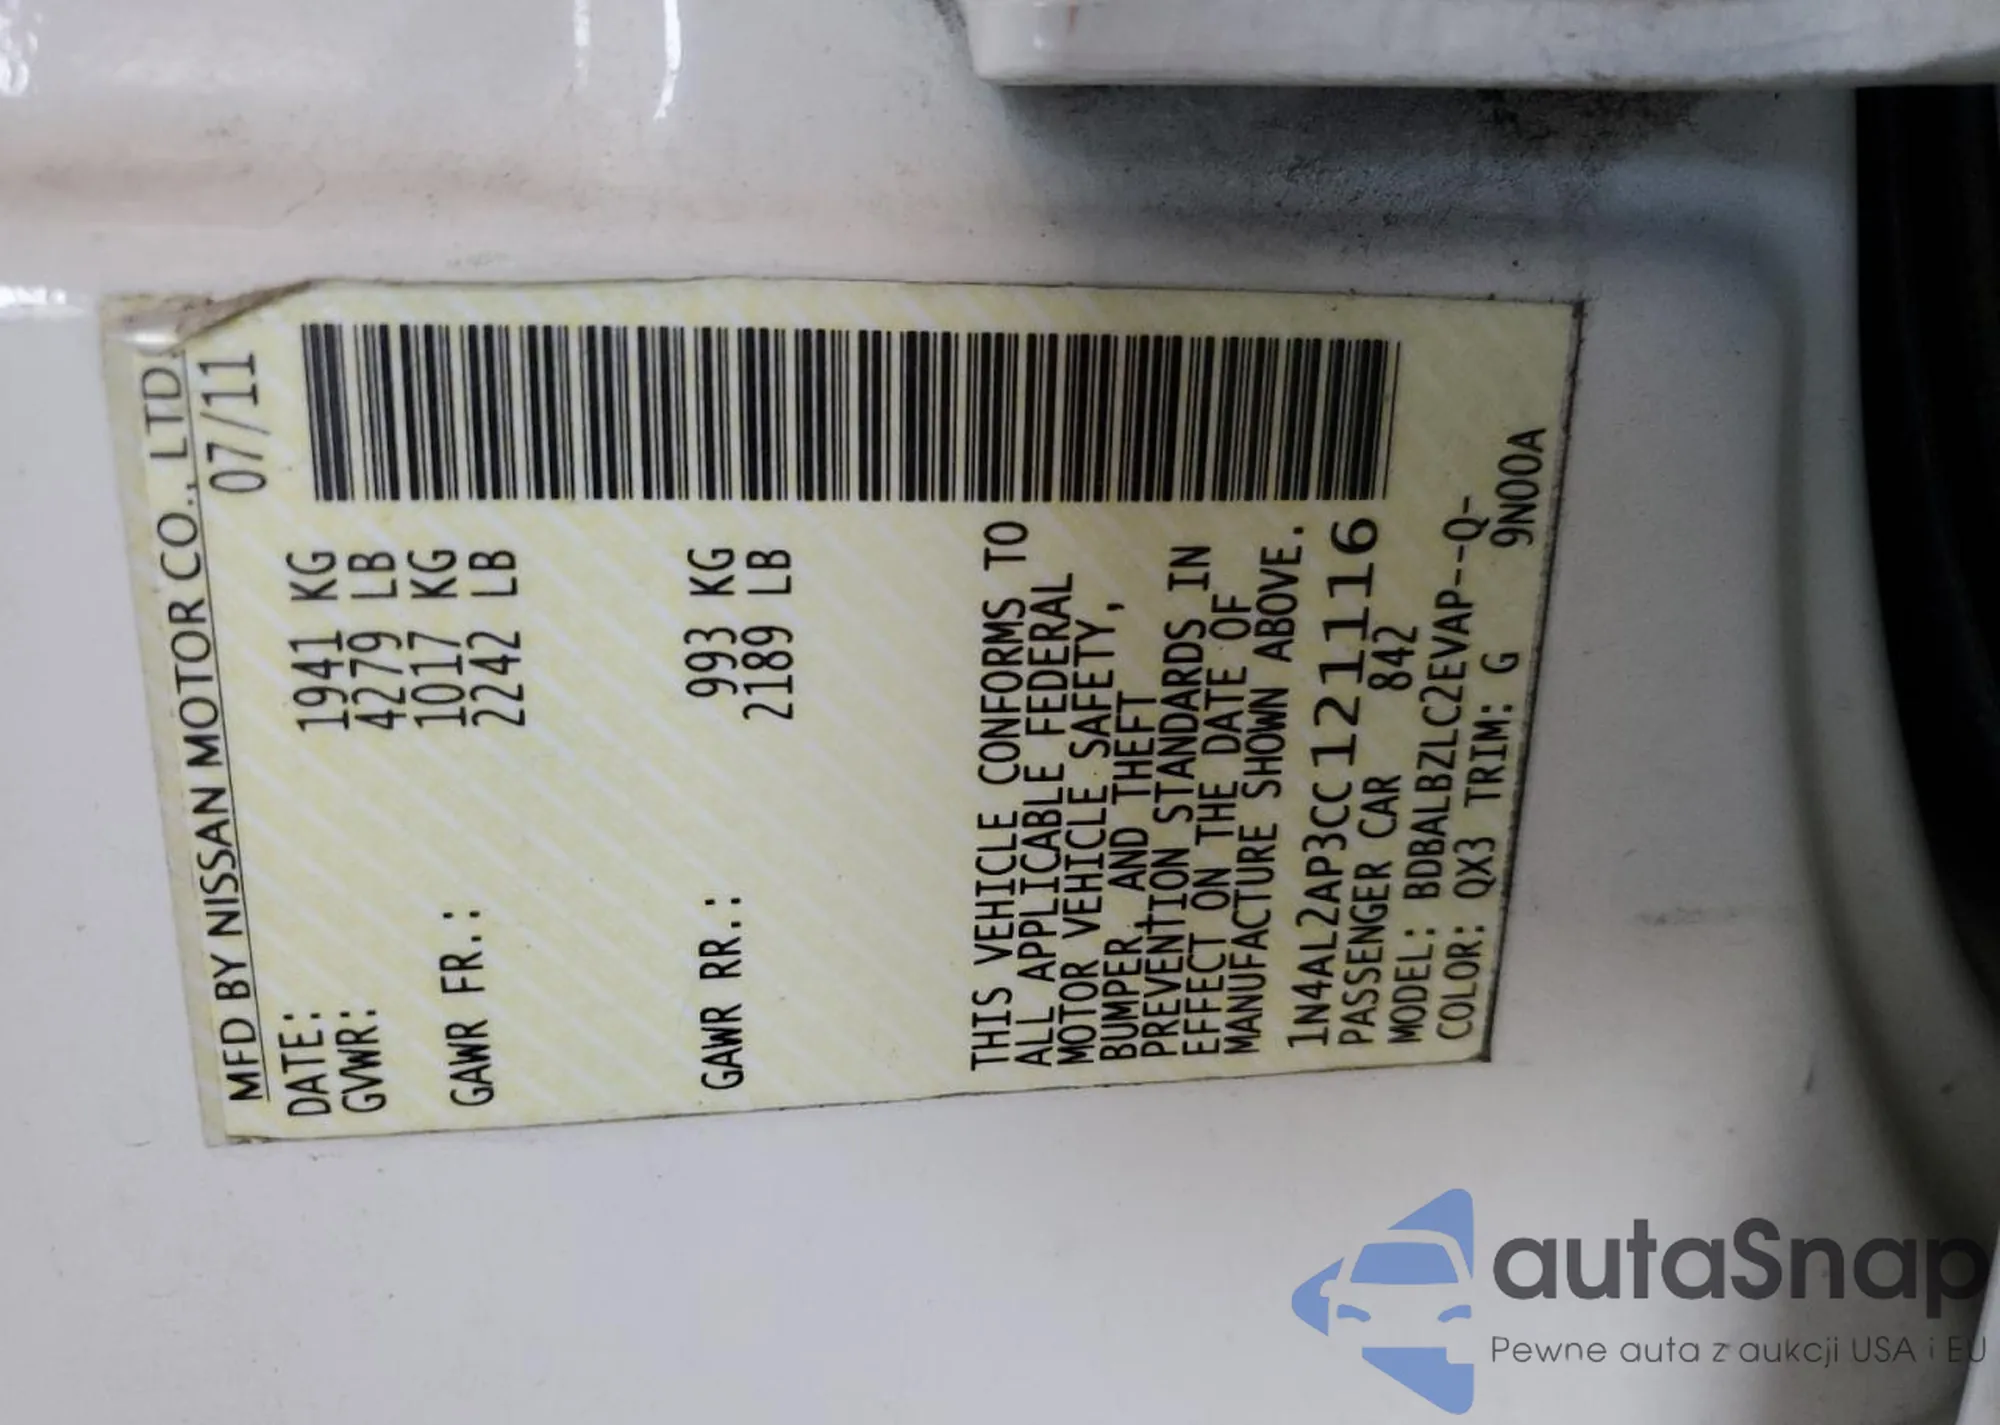 MFD BY NISSAN MOTOR CO., LTD.
DATE: 07/11
GVWR: 1941 KG
4279 LB
GAWR FR.: 1017 KG
2242 LB
GAWR RR.: 993 KG
2189 LB
THIS VEHICLE CONFORMS TO
ALL APPLICABLE FEDERAL
MOTOR VEHICLE SAFETY,
BUMPER, AND THEFT
PREVENTION STANDARDS IN
EFFECT ON THE DATE OF
MANUFACTURE SHOWN ABOVE.
1N4AL2AP3CC121116
PASSENGER CAR 842
MODEL: BDBALBZLC2EVAP--Q-
COLOR: QX3 TRIM: G 9N00A
autaSnap
Pewne auta z aukcji USA i EU